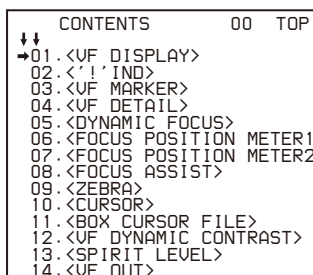 CONTENTS 00 TOP
01.<VF DISPLAY>
02.<'!'IND>
03.<VF MARKER>
04.<VF DETAIL>
05.<DYNAMIC FOCUS>
06.<FOCUS POSITION METER1
07.<FOCUS POSITION METER2
08.<FOCUS ASSIST>
09.<ZEBRA>
10.<CURSOR>
11.<BOX CURSOR FILE>
12.<VF DYNAMIC CONTRAST>
13.<SPIRIT LEVEL>
14.<VF OUT>